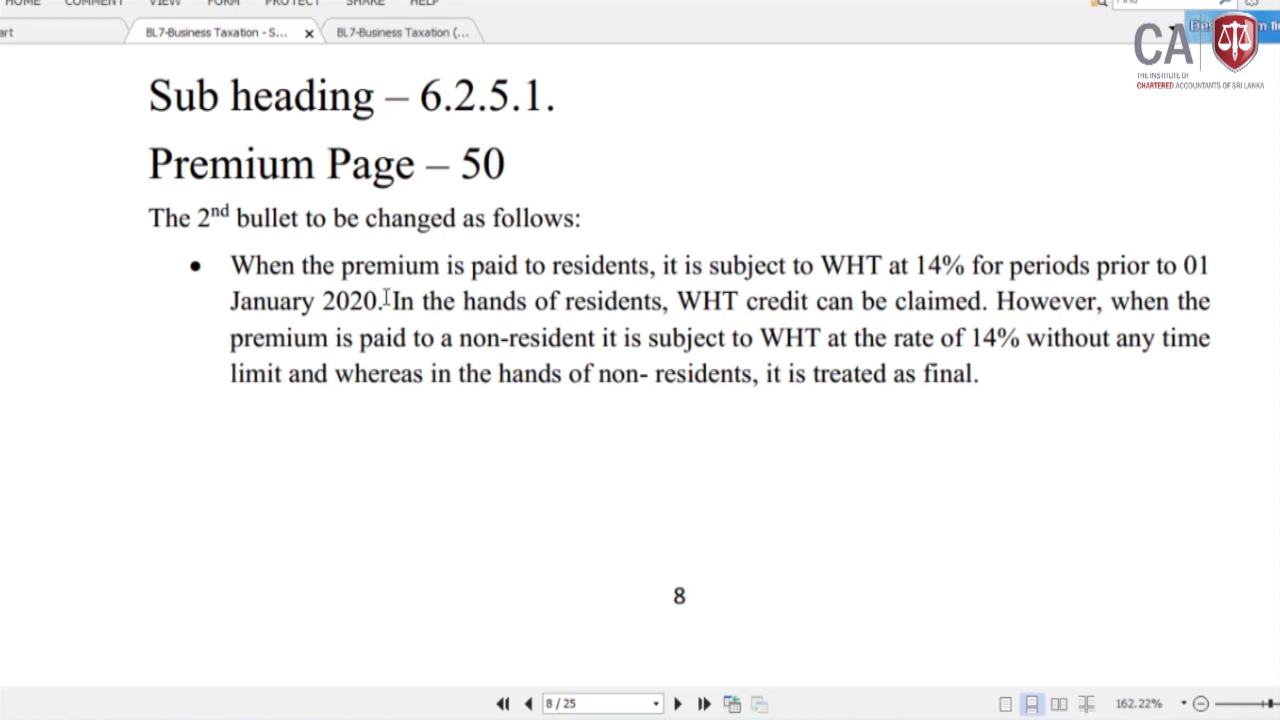 HOME COMMENT VIEW FORM PROTECT SHARE HELP
art
BL7-Business Taxation - S...
BL7-Business Taxation (...
CA
THE INSTITUTE OF
CHARTERED ACCOUNTANTS OF SRI LANKA
Sub heading – 6.2.5.1.
Premium Page – 50
The 2nd bullet to be changed as follows:
• When the premium is paid to residents, it is subject to WHT at 14% for periods prior to 01
January 2020. In the hands of residents, WHT credit can be claimed. However, when the
premium is paid to a non-resident it is subject to WHT at the rate of 14% without any time
limit and whereas in the hands of non- residents, it is treated as final.
8
8 / 25
162.22%